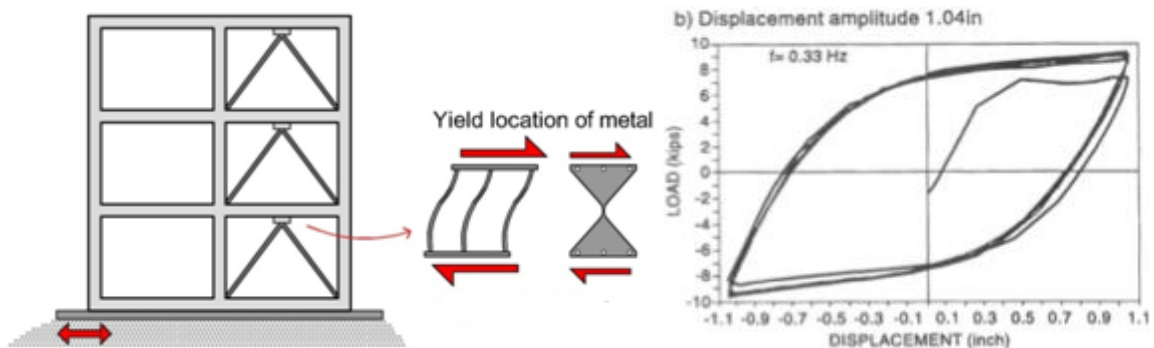 b) Displacement amplitude 1.04in
f= 0.33 Hz
Yield location of metal
LOAD (kips)
10
8
6
4
2
0
-2
-4
-6
-8
-10
-1.1 -0.9 -0.7 -0.5 -0.3 -0.1 0.1 0.3 0.5 0.7 0.9 1.1
DISPLACEMENT (inch)